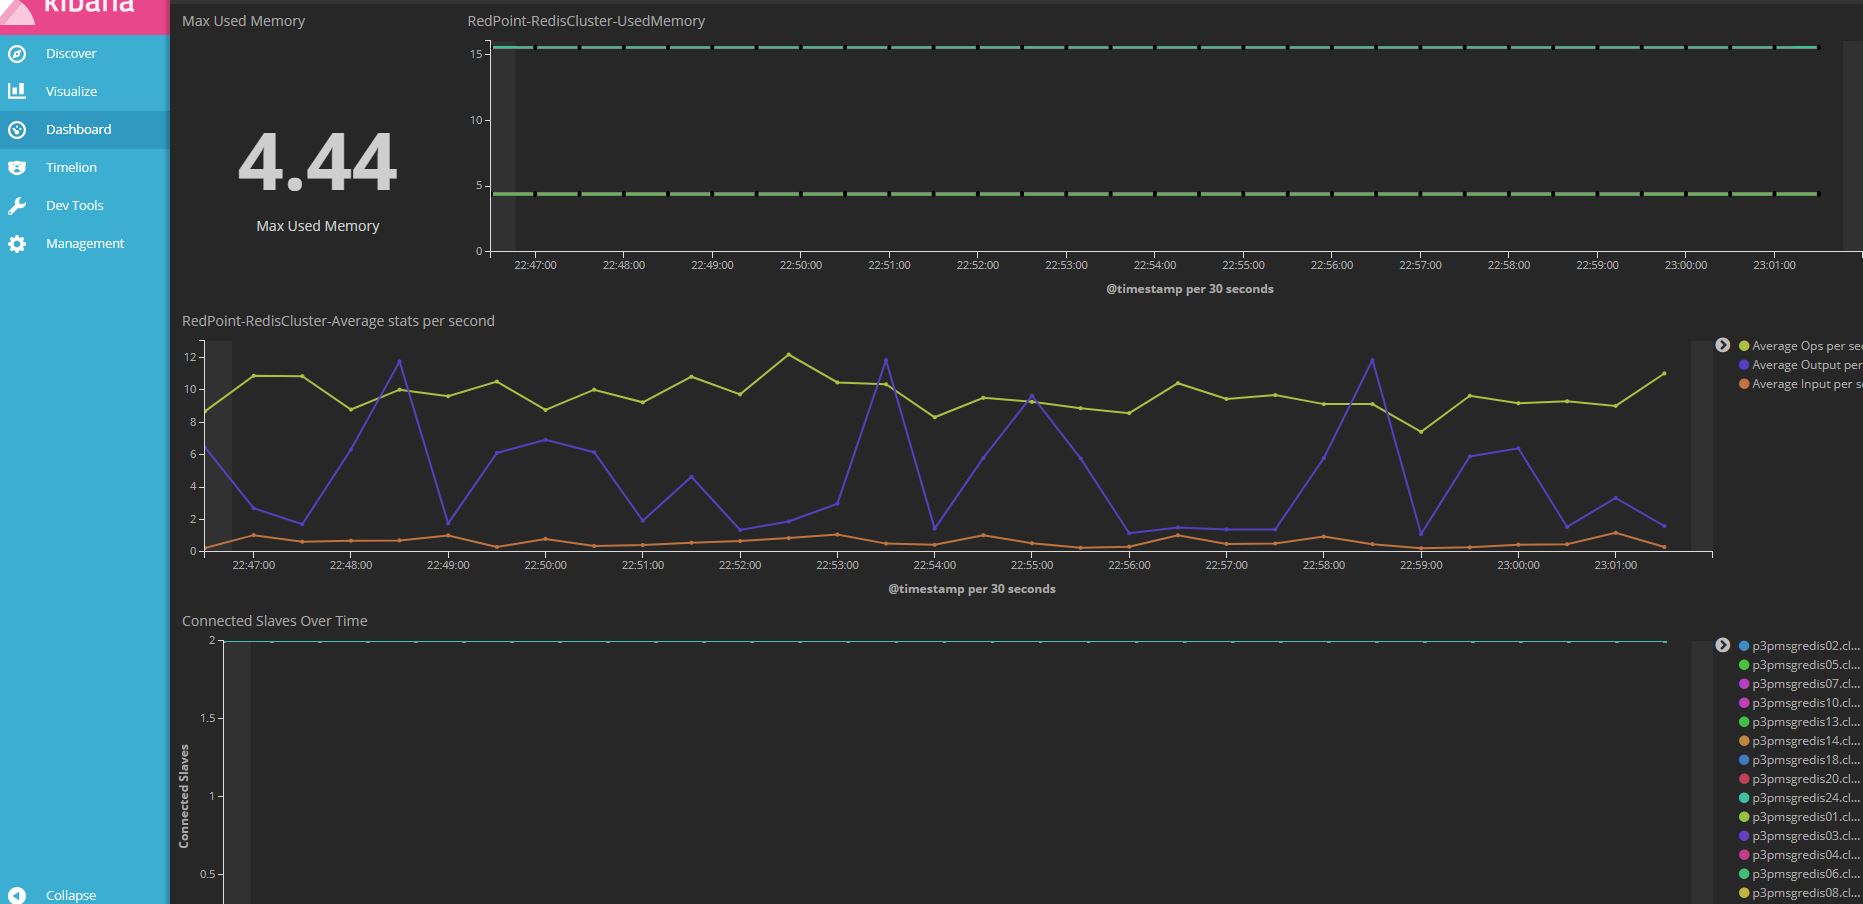 kibana
Discover
Visualize
Dashboard
Timelion
Dev Tools
Management
Collapse
Max Used Memory
4.44
Max Used Memory
RedPoint-RedisCluster-UsedMemory
15
10
5
0
22:47:00 22:48:00 22:49:00 22:50:00 22:51:00 22:52:00 22:53:00 22:54:00 22:55:00 22:56:00 22:57:00 22:58:00 22:59:00 23:00:00 23:01:00
@timestamp per 30 seconds
RedPoint-RedisCluster-Average stats per second
12
10
8
6
4
2
0
22:47:00 22:48:00 22:49:00 22:50:00 22:51:00 22:52:00 22:53:00 22:54:00 22:55:00 22:56:00 22:57:00 22:58:00 22:59:00 23:00:00 23:01:00
@timestamp per 30 seconds
Average Ops per se
Average Output per
Average Input per s
Connected Slaves Over Time
2
1.5
1
0.5
Connected Slaves
p3pmsgredis02.cl...
p3pmsgredis05.cl...
p3pmsgredis07.cl...
p3pmsgredis10.cl...
p3pmsgredis13.cl...
p3pmsgredis14.cl...
p3pmsgredis18.cl...
p3pmsgredis20.cl...
p3pmsgredis24.cl...
p3pmsgredis01.cl...
p3pmsgredis03.cl...
p3pmsgredis04.cl...
p3pmsgredis06.cl...
p3pmsgredis08.cl...